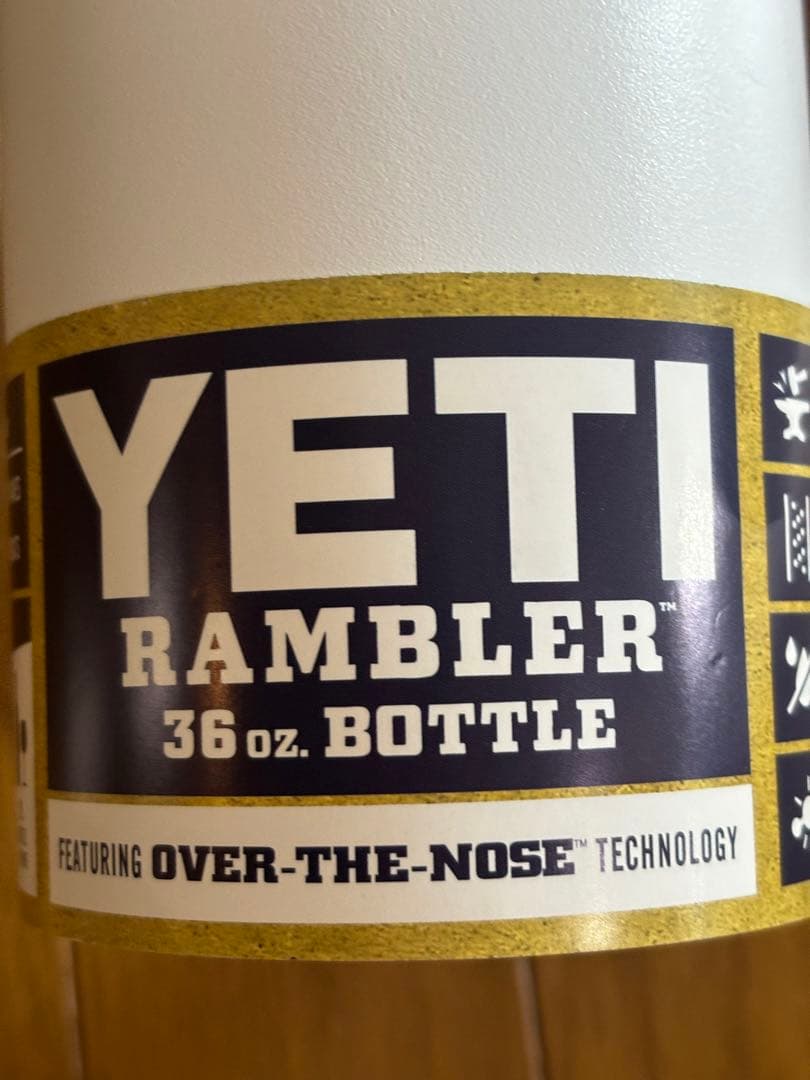 YETI
RAMBLER™
36 oz. BOTTLE
FEATURING OVER-THE-NOSE™ TECHNOLOGY